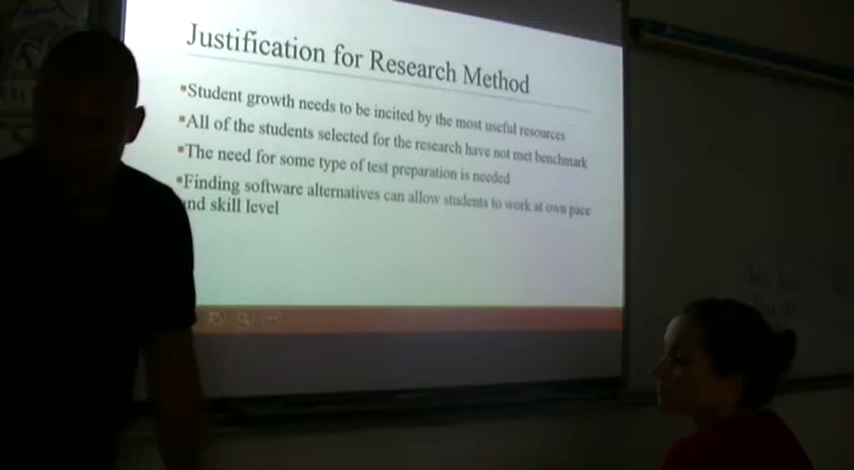 Justification for Research Method
▪Student growth needs to be incited by the most useful resources
▪All of the students selected for the research have not met benchmark
▪The need for some type of test preparation is needed
▪Finding software alternatives can allow students to work at own pace
and skill level